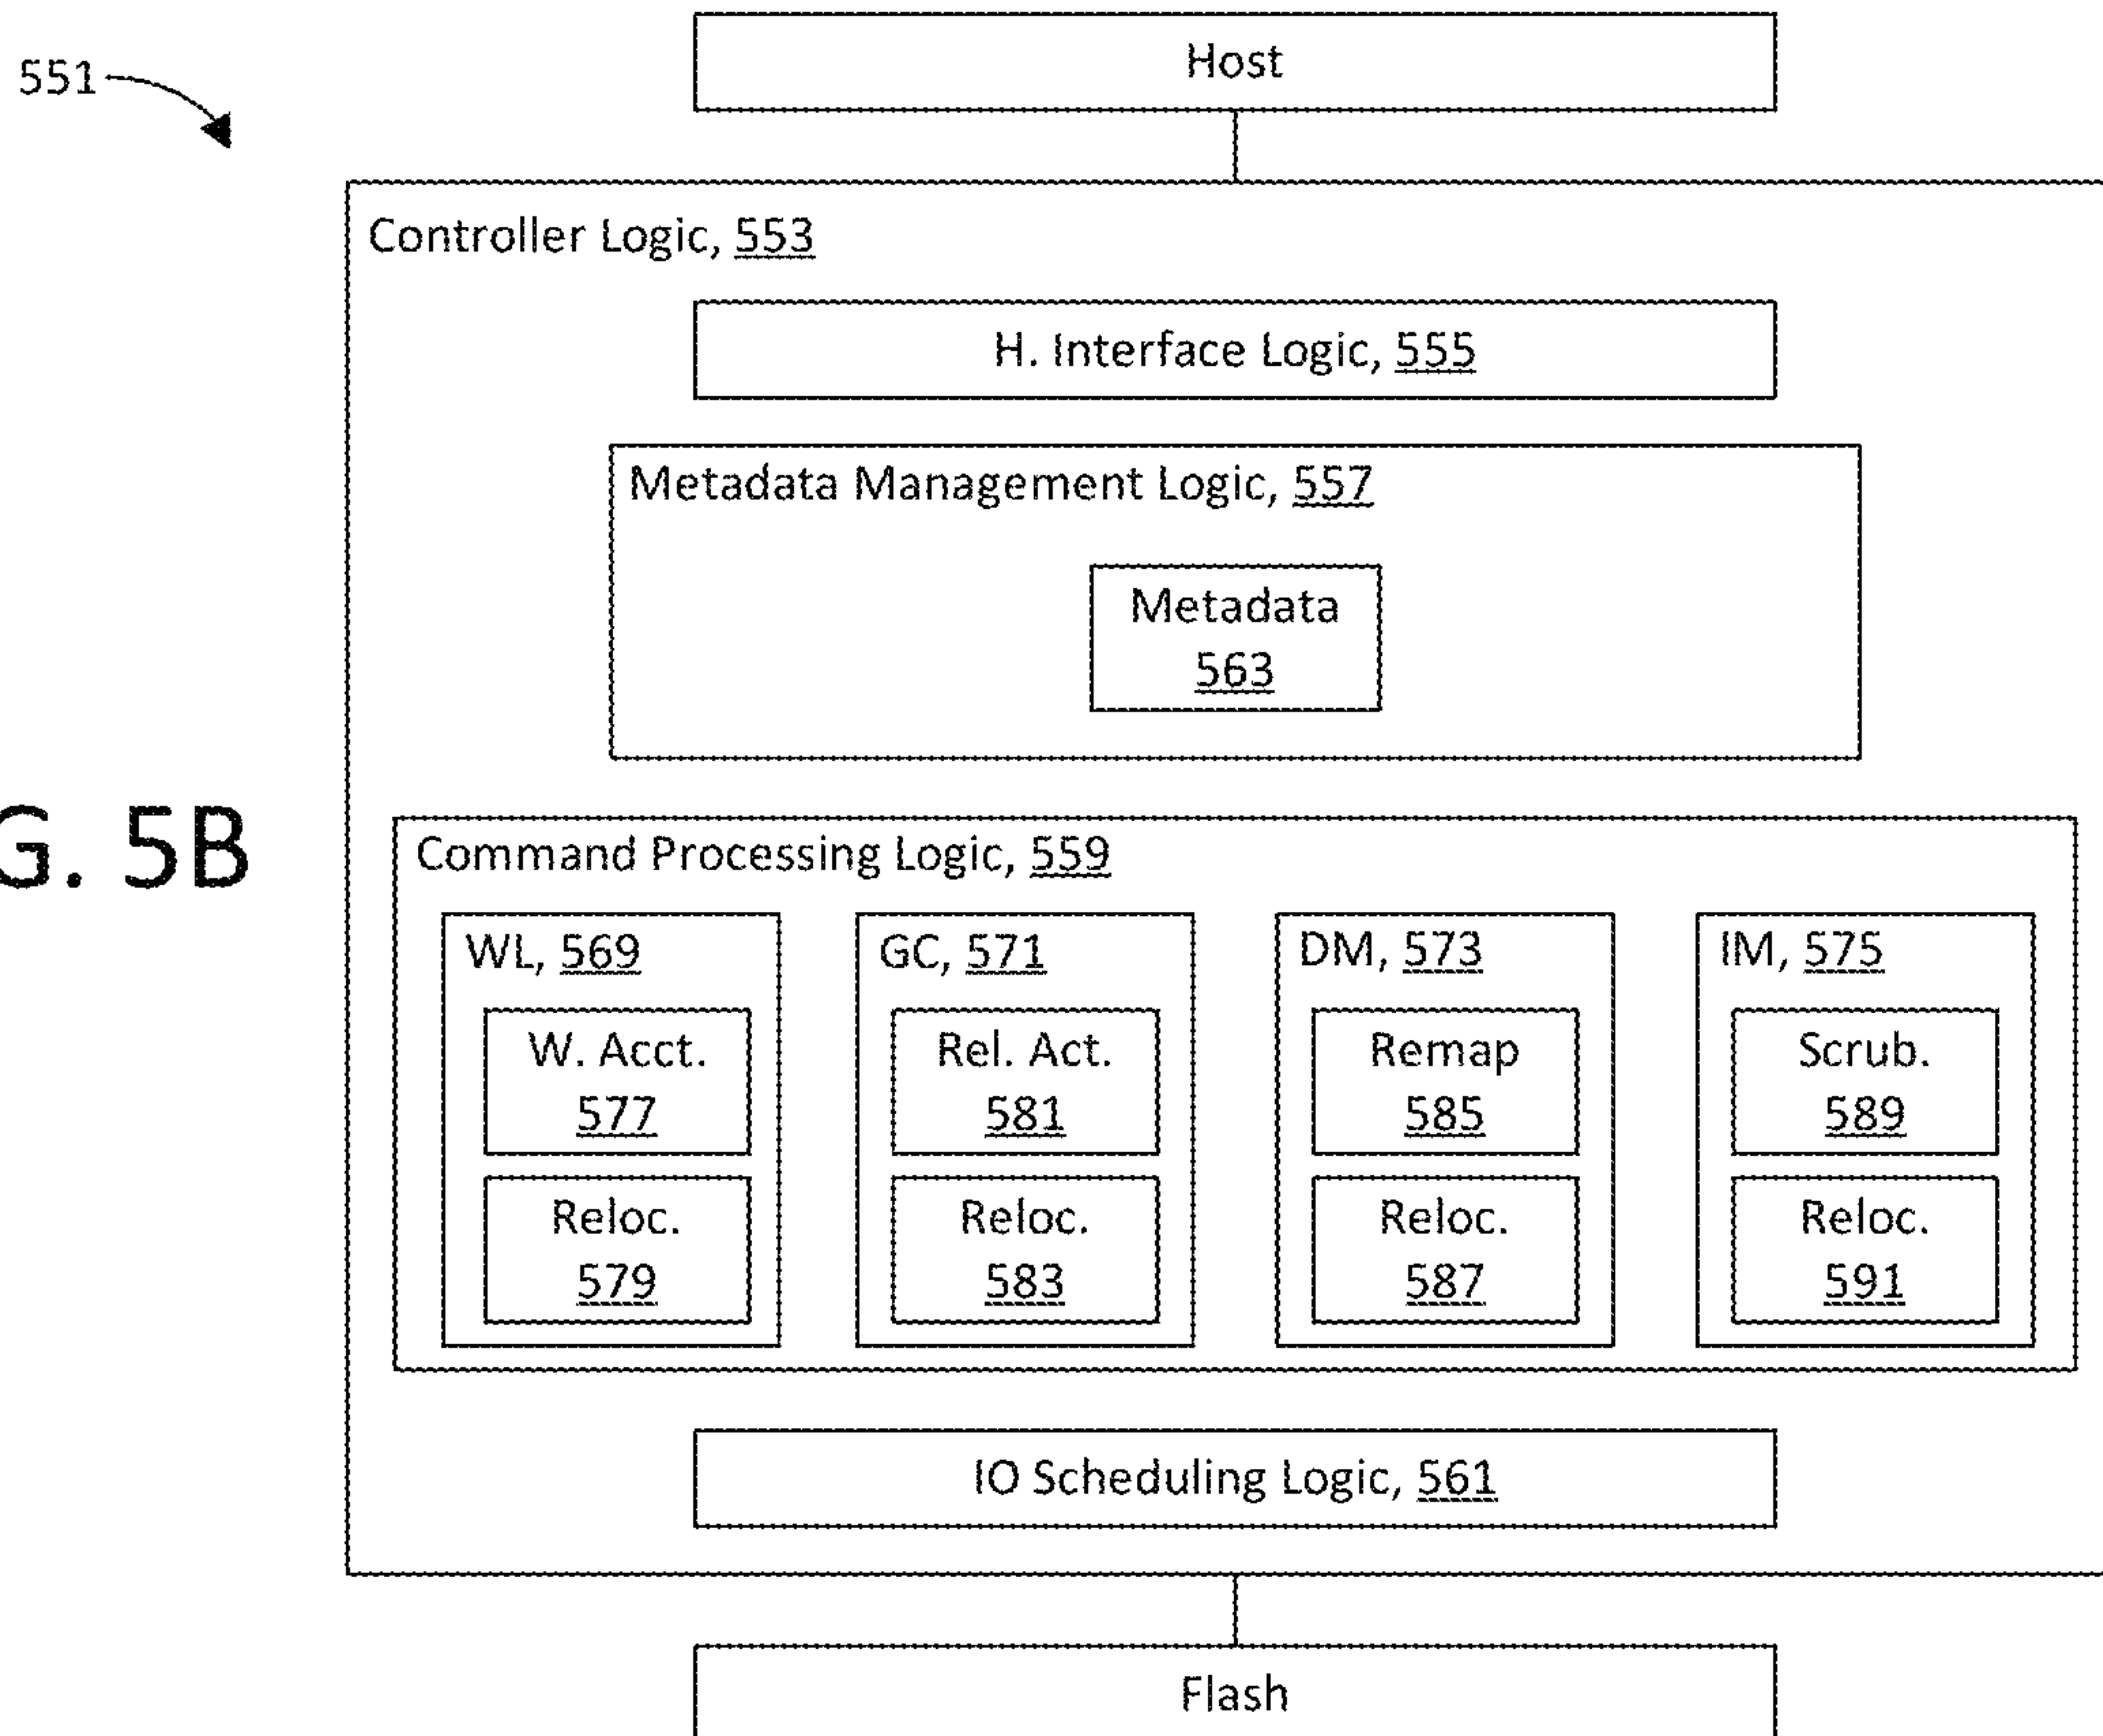 Host
551
Controller Logic, 553
H. Interface Logic, 555
Metadata Management Logic, 557
Metadata
563
G. 5B
Command Processing Logic, 559
WL, 569
W. Acct.
577
Reloc.
579
GC, 571
Rel. Act.
581
Reloc.
583
DM, 573
Remap
585
Reloc.
587
IM, 575
Scrub.
589
Reloc.
591
IO Scheduling Logic, 561
Flash